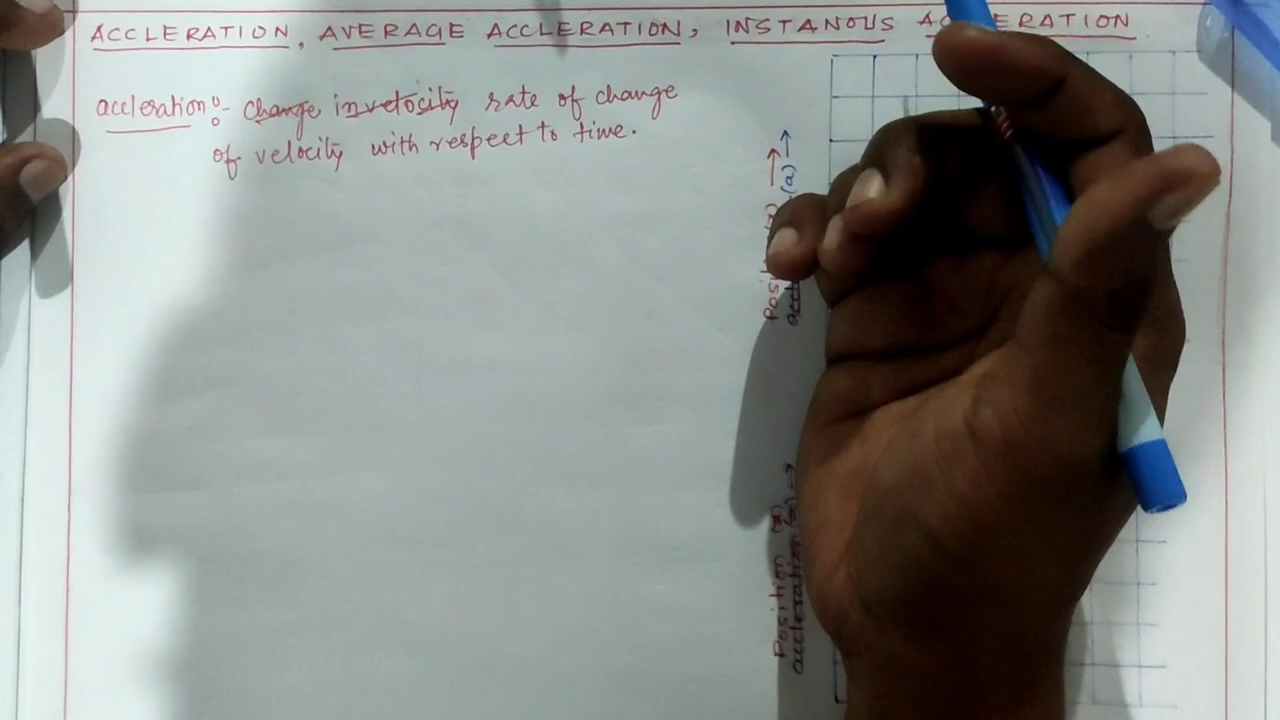 ACCLERATION, AVERAGE ACCLERATION, INSTANOUS
acceleration:- change in velocity rate of change
of velocity with respect to time.
(a) →
Position (x)
acceleration (a) →